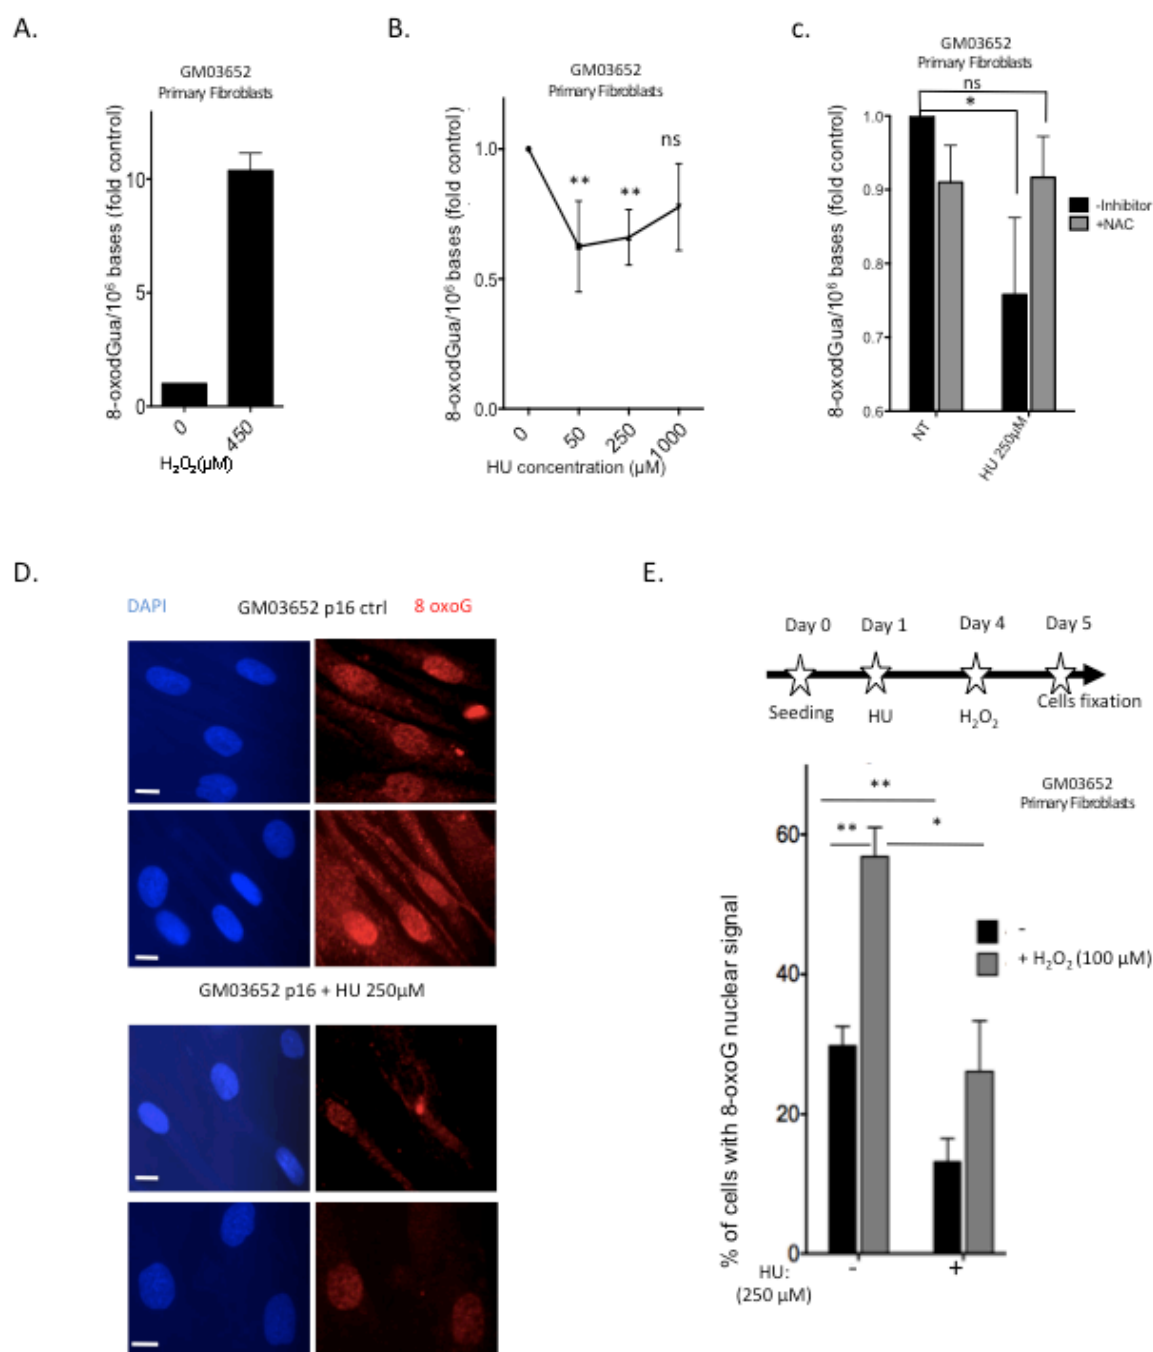 A.
GM03652
Primary Fibroblasts
8-oxodGua/10⁶ bases (fold control)
10
5
0
0
450
H₂O₂(µM)
B.
GM03652
Primary Fibroblasts
8-oxodGua/10⁶ bases (fold control)
1.0
0.5
0.0
**
**
ns
0
50
250
1000
HU concentration (µM)
c.
GM03652
Primary Fibroblasts
ns
*
8-oxodGua/10⁶ bases (fold control)
1.0
0.9
0.8
0.7
0.6
NT
HU 250µM
-Inhibitor
+NAC
D.
DAPI GM03652 p16 ctrl 8 oxoG
GM03652 p16 + HU 250µM
E.
Day 0 Day 1 Day 4 Day 5
Seeding HU H₂O₂ Cells fixation
GM03652
Primary Fibroblasts
**
** *
% of cells with 8-oxoG nuclear signal
60
40
20
0
-
+ H₂O₂ (100 µM)
HU: - +
(250 µM)